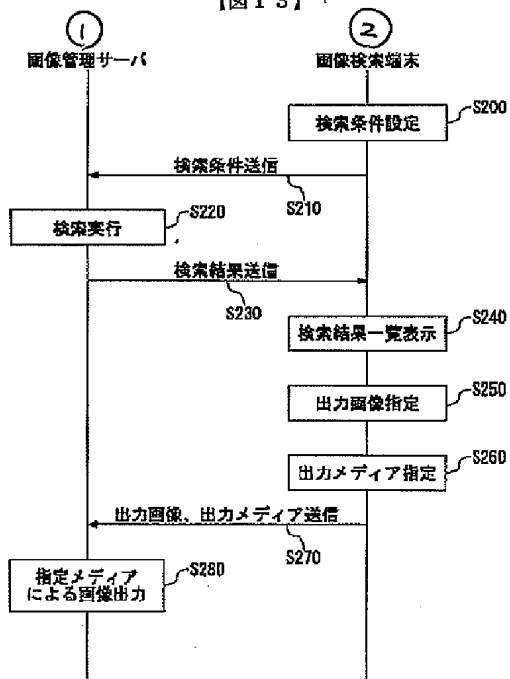 【図13】
① ②
画像管理サーバ 画像検索端末
検索条件設定 S200
検索条件送信
S210
検索実行 S220
検索結果送信
S230
検索結果一覧表示 S240
出力画像指定 S250
出力メディア指定 S260
出力画像、出力メディア送信
S270
指定メディア
による画像出力 S280